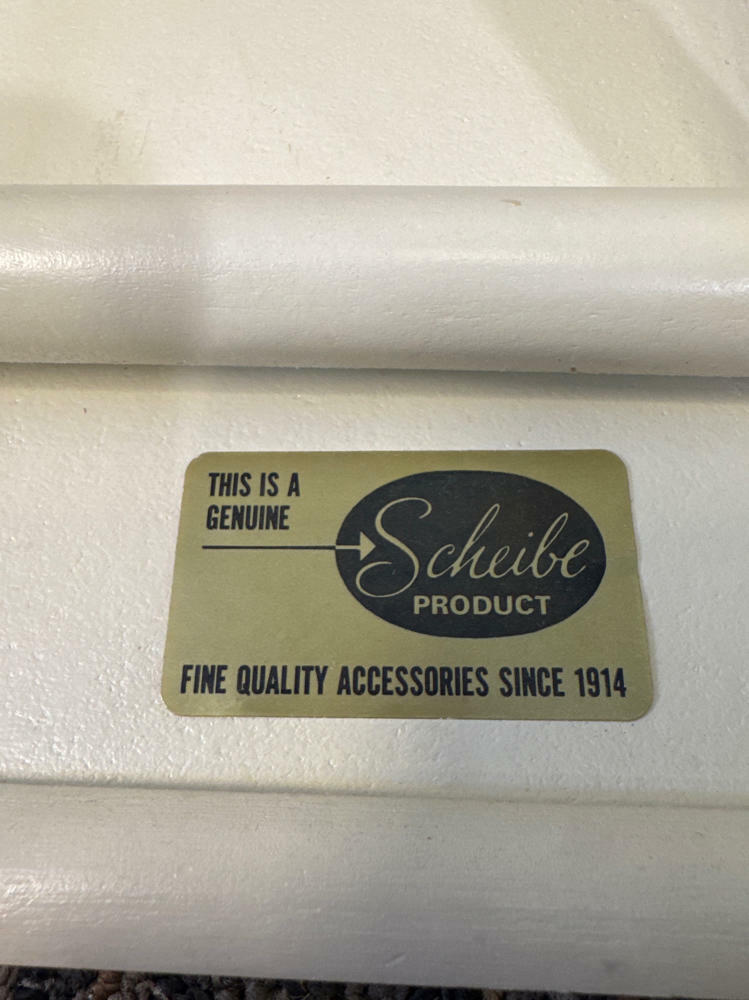 THIS IS A
GENUINE
Scheibe
PRODUCT
FINE QUALITY ACCESSORIES SINCE 1914